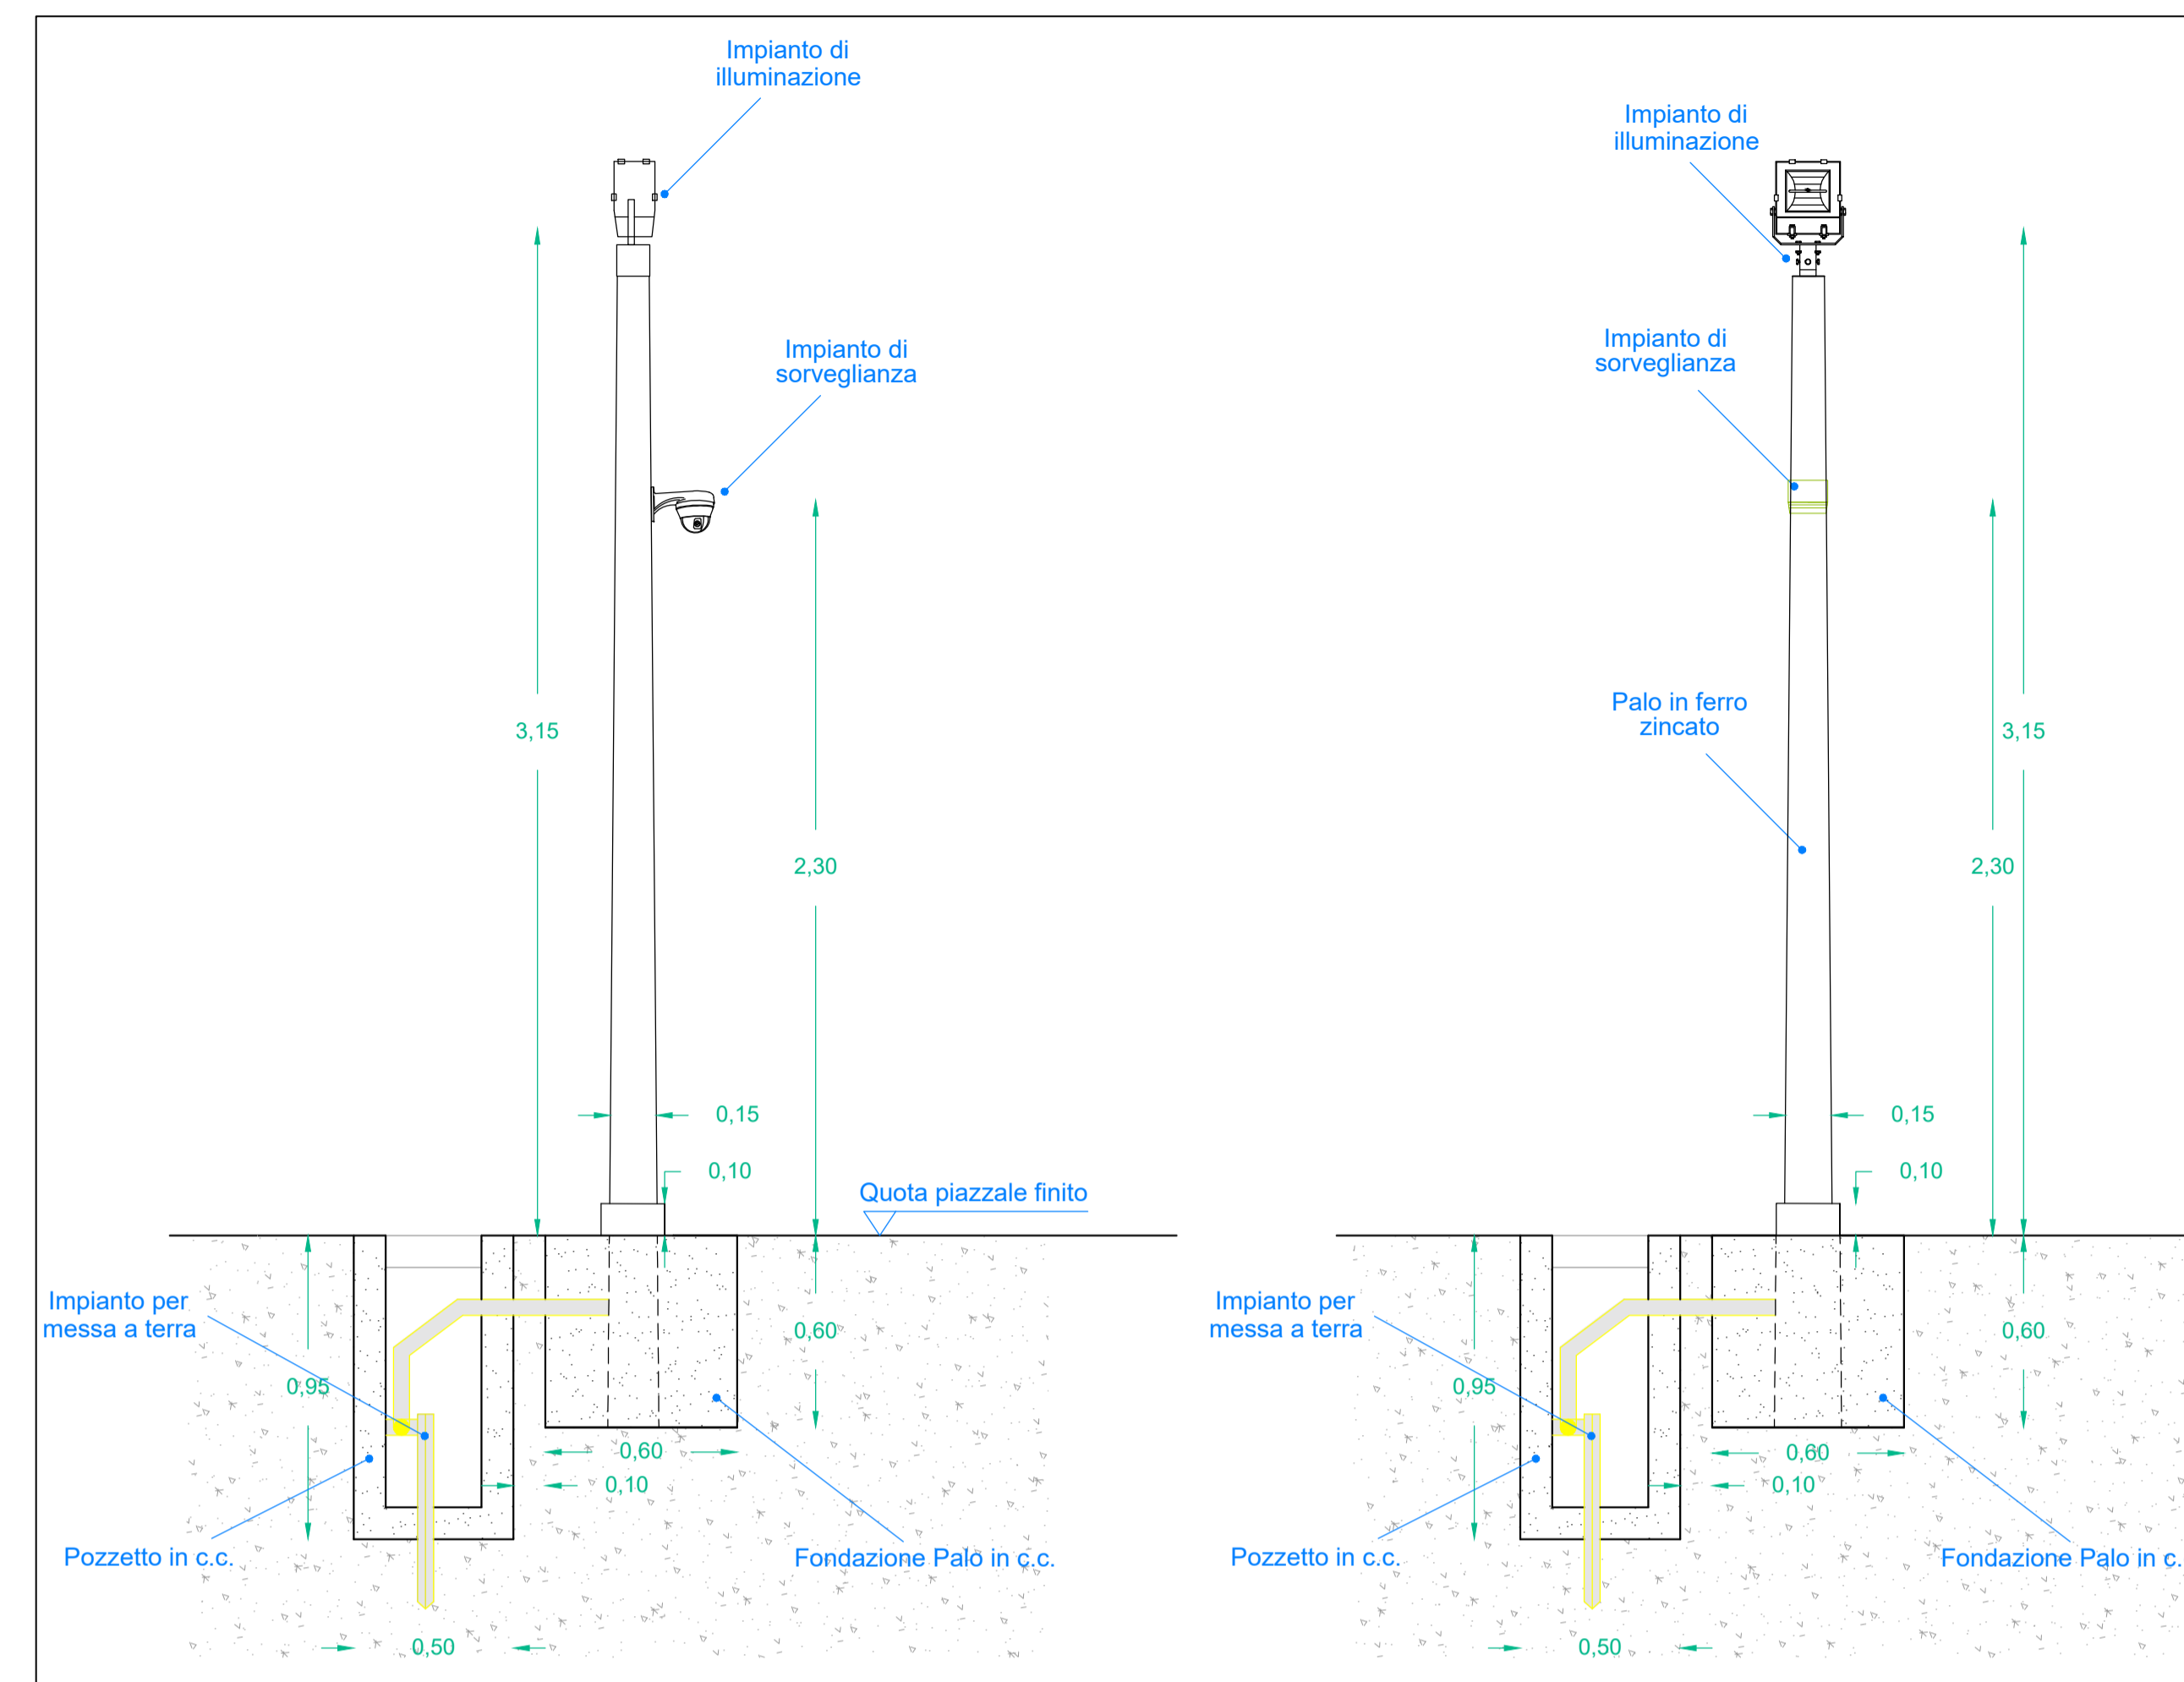 Impianto di
illuminazione
Impianto di
sorveglianza
3,15
2,30
0,15
0,10
Quota piazzale finito
Impianto per
messa a terra
0,95
0,60
0,60
0,10
Pozzetto in c.c.
Fondazione Palo in c.c.
0,50
Impianto di
illuminazione
Impianto di
sorveglianza
Palo in ferro
zincato
3,15
2,30
0,15
0,10
Impianto per
messa a terra
0,95
0,60
0,60
0,10
Pozzetto in c.c.
Fondazione Palo in c.
0,50